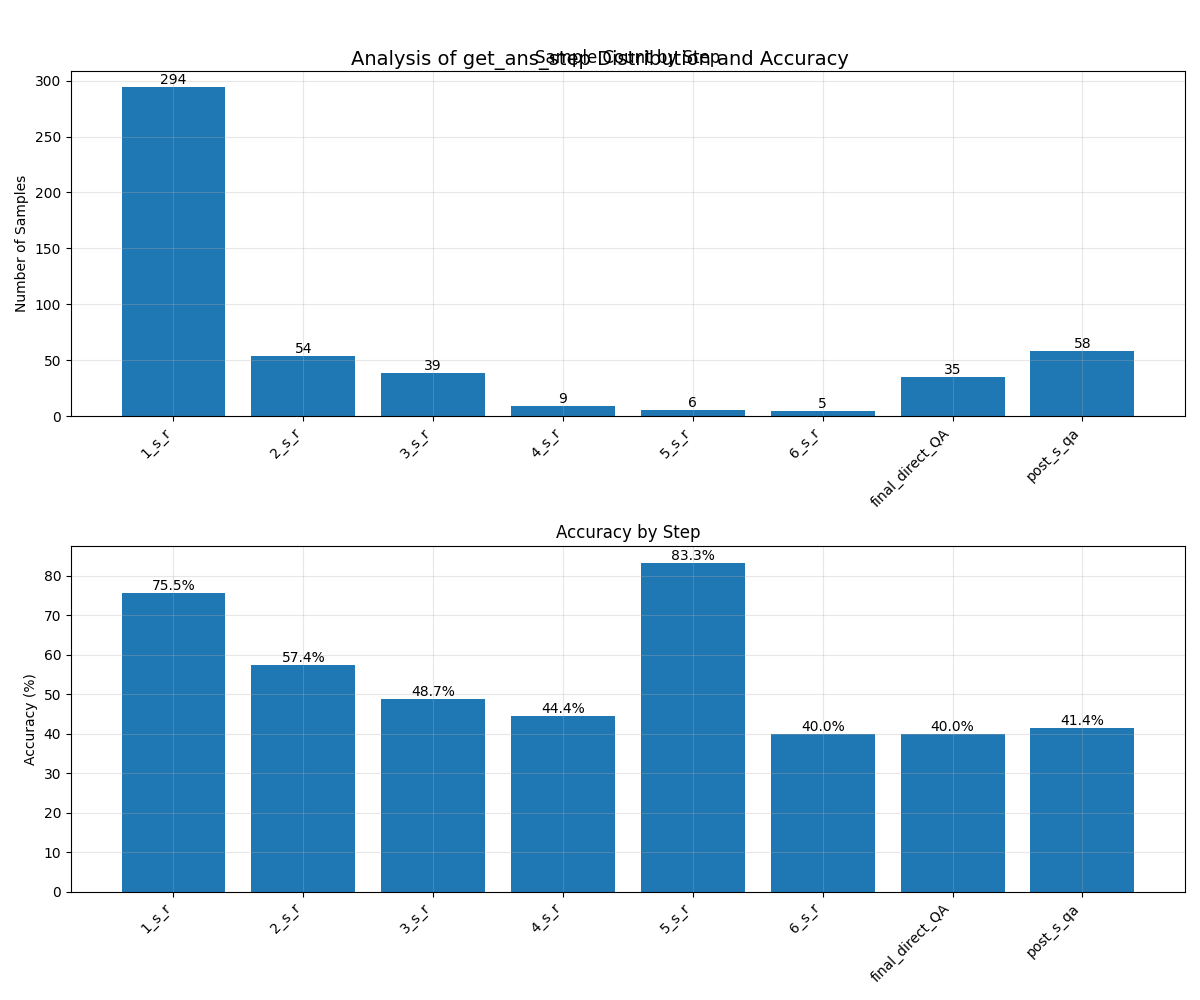 Analysis of get_ans_step Distribution and Accuracy
Sample Count by Step
Number of Samples
300
250
200
150
100
50
0
294
54
39
9
6
5
35
58
1_s_r
2_s_r
3_s_r
4_s_r
5_s_r
6_s_r
final_direct_QA
post_s_qa
Accuracy by Step
Accuracy (%)
80
70
60
50
40
30
20
10
0
75.5%
57.4%
48.7%
44.4%
83.3%
40.0%
40.0%
41.4%
1_s_r
2_s_r
3_s_r
4_s_r
5_s_r
6_s_r
final_direct_QA
post_s_qa